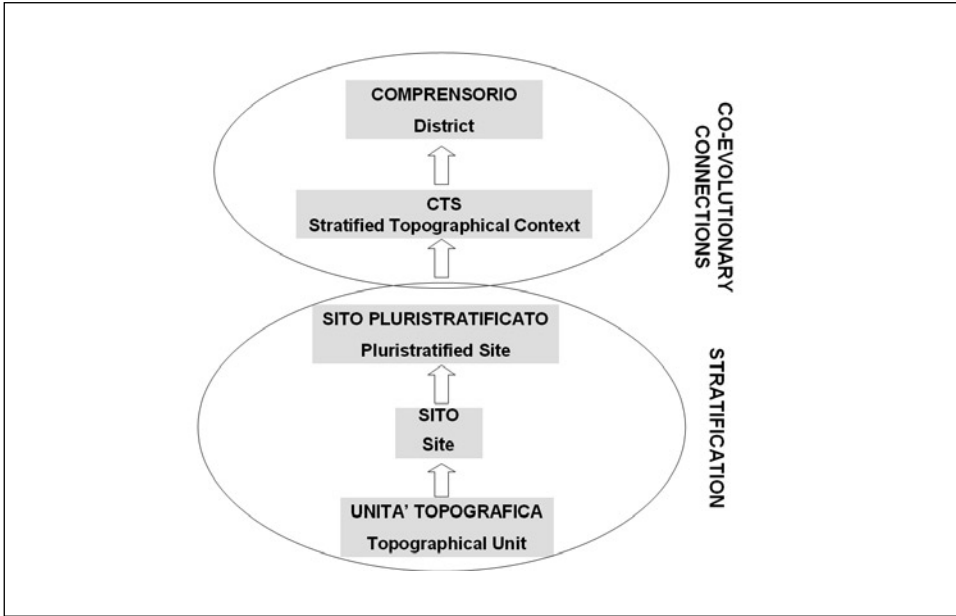 COMPRENSORIO
District
CTS
Stratified Topographical Context
CO-EVOLUTIONARY
CONNECTIONS
SITO PLURISTRATIFICATO
Pluristratified Site
SITO
Site
UNITA' TOPOGRAFICA
Topographical Unit
STRATIFICATION